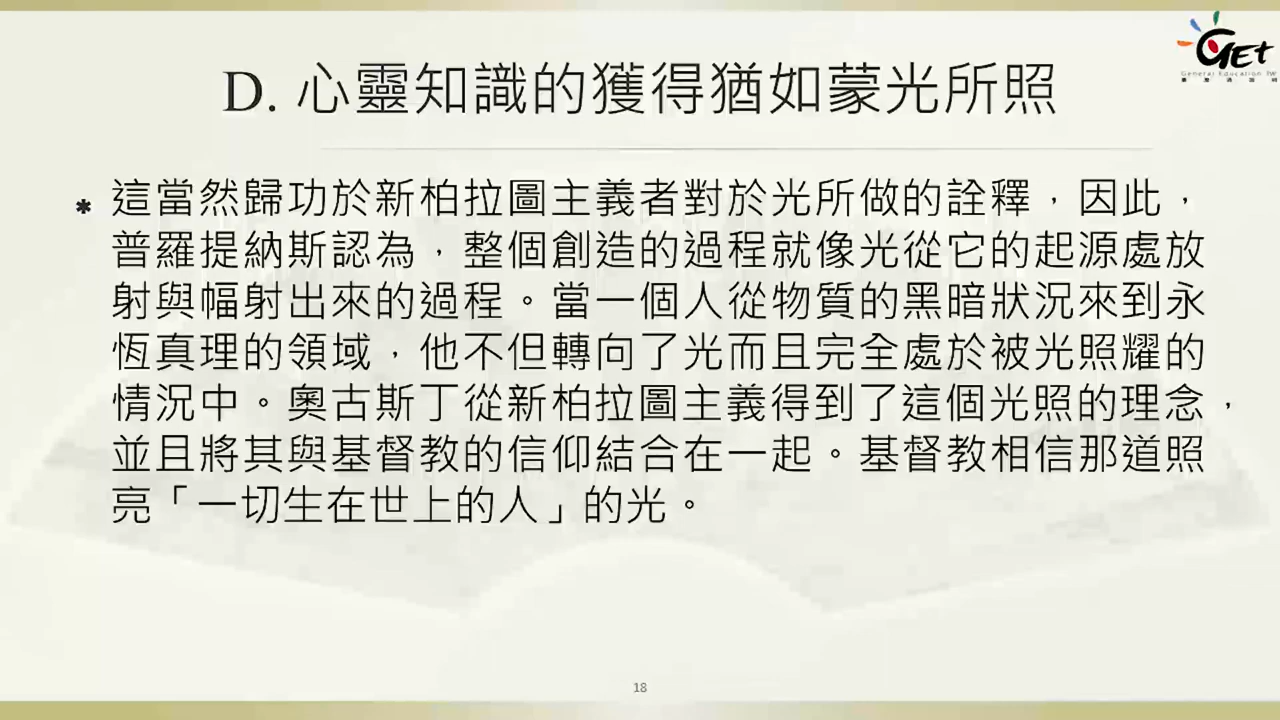 GET
General Education TW
D. 心靈知識的獲得猶如蒙光所照
* 這當然歸功於新柏拉圖主義者對於光所做的詮釋，因此，
普羅提納斯認為，整個創造的過程就像光從它的起源處放
射與幅射出來的過程。當一個人從物質的黑暗狀況來到永
恆真理的領域，他不但轉向了光而且完全處於被光照耀的
情況中。奧古斯丁從新柏拉圖主義得到了這個光照的理念，
並且將其與基督教的信仰結合在一起。基督教相信那道照
亮「一切生在世上的人」的光。
18